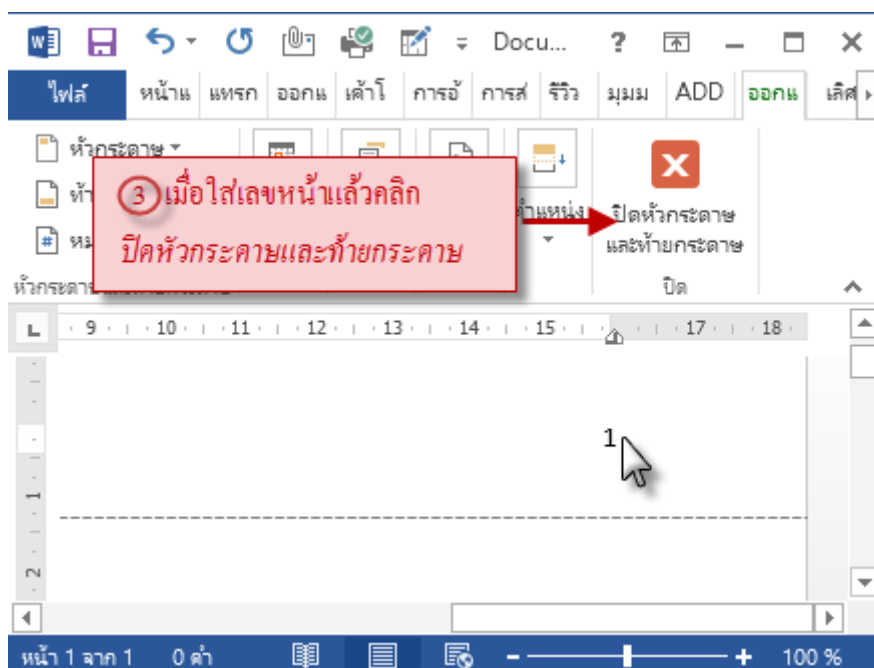 Docu... ?
ไฟล์ หน้าแ แทรก ออกแ เค้าโ การอ้ การส่ รีวิว มุมม ADD ออกแ เลิศ
หัวกระดาษ
ท้า
หม
③ เมื่อใส่เลขหน้าแล้วคลิก
ปิดหัวกระดาษและท้ายกระดาษ
ปิดหัวกระดาษ
และท้ายกระดาษ
ปิด
L 9 10 11 12 13 14 15 17 18
1
1
2
หน้า 1 จาก 1 0 คำ 100 %